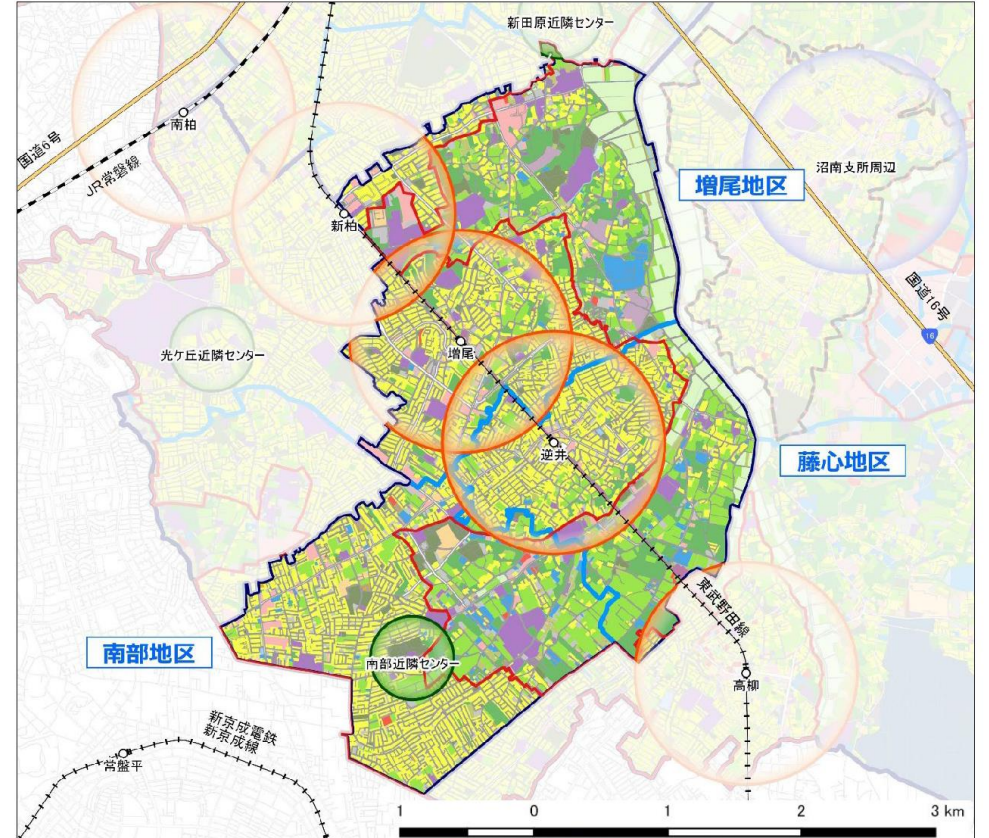 新田原近隣センター
国道6号
南柏
JR常磐線
沼南支所周辺
増尾地区
新柏
国道16号
16
光ケ丘近隣センター
増尾
逆井
藤心地区
東武野田線
南部地区
南部近隣センター
高柳
新京成電鉄
新京成線
常盤平
1 0 1 2 3 km